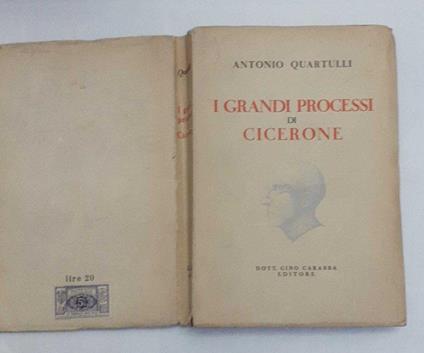 ANTONIO QUARTULLI
I GRANDI PROCESSI
DI
CICERONE
DOTT. GINO CARABBA
EDITORE
lire 20